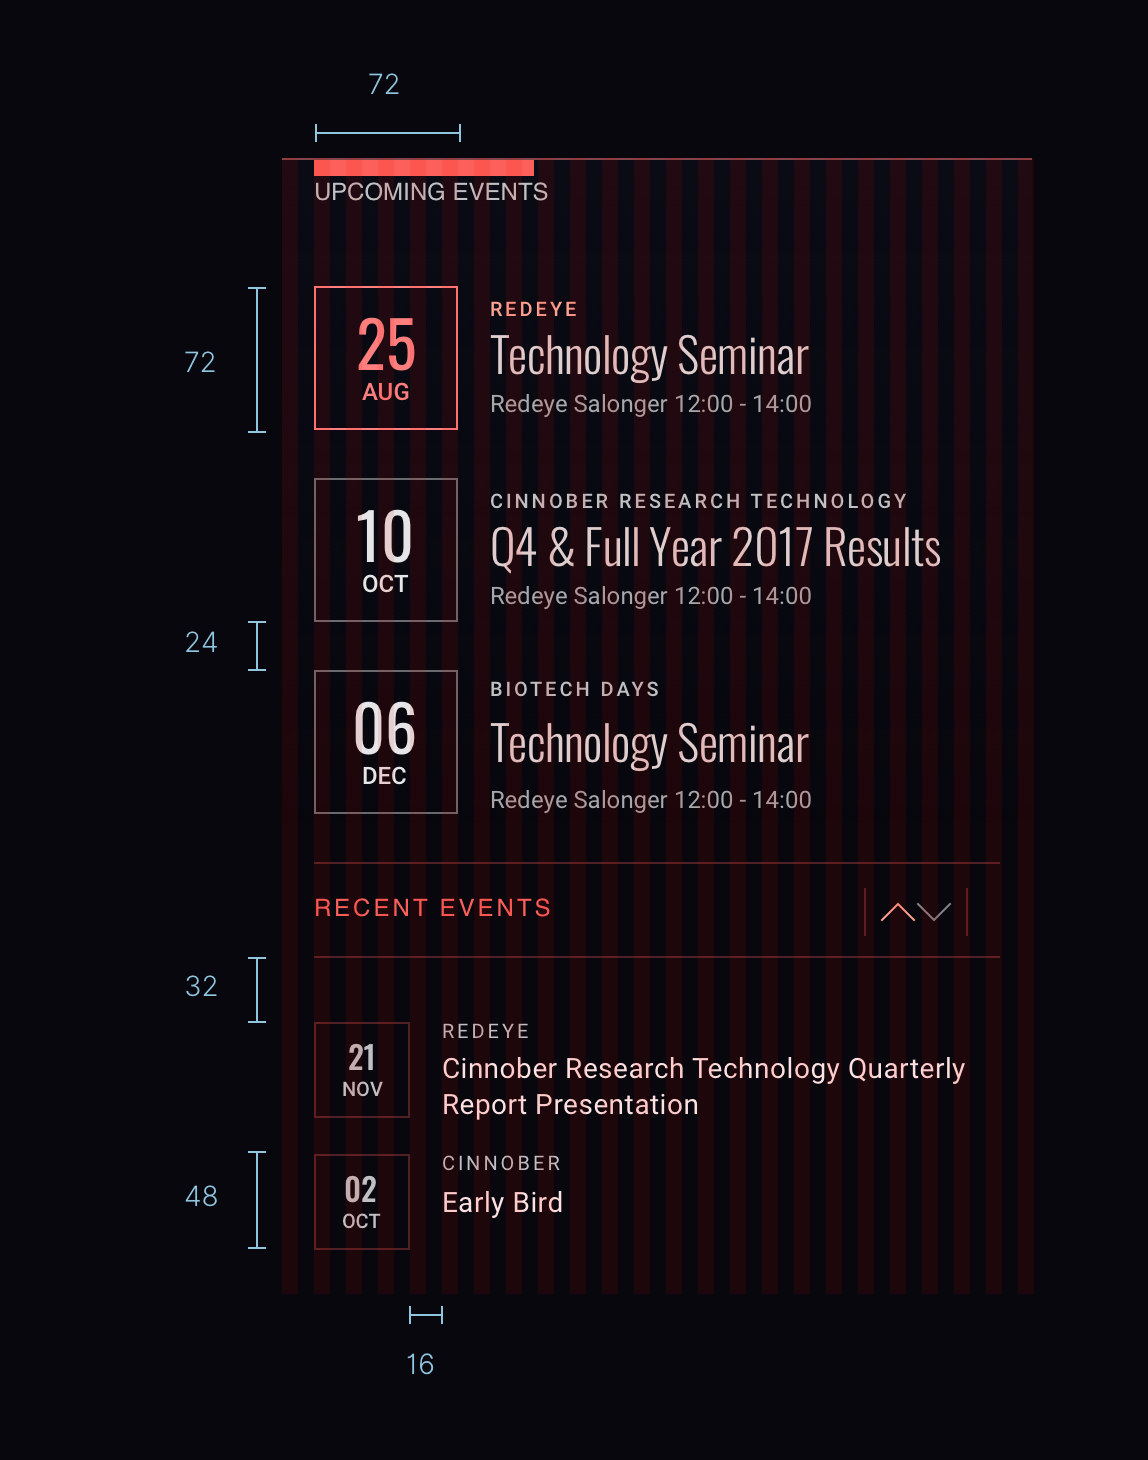 72
UPCOMING EVENTS
72
25
AUG
REDEYE
Technology Seminar
Redeye Salonger 12:00 - 14:00
10
OCT
CINNOBER RESEARCH TECHNOLOGY
Q4 & Full Year 2017 Results
Redeye Salonger 12:00 - 14:00
24
06
DEC
BIOTECH DAYS
Technology Seminar
Redeye Salonger 12:00 - 14:00
RECENT EVENTS
32
21
NOV
REDEYE
Cinnober Research Technology Quarterly
Report Presentation
48
02
OCT
CINNOBER
Early Bird
16